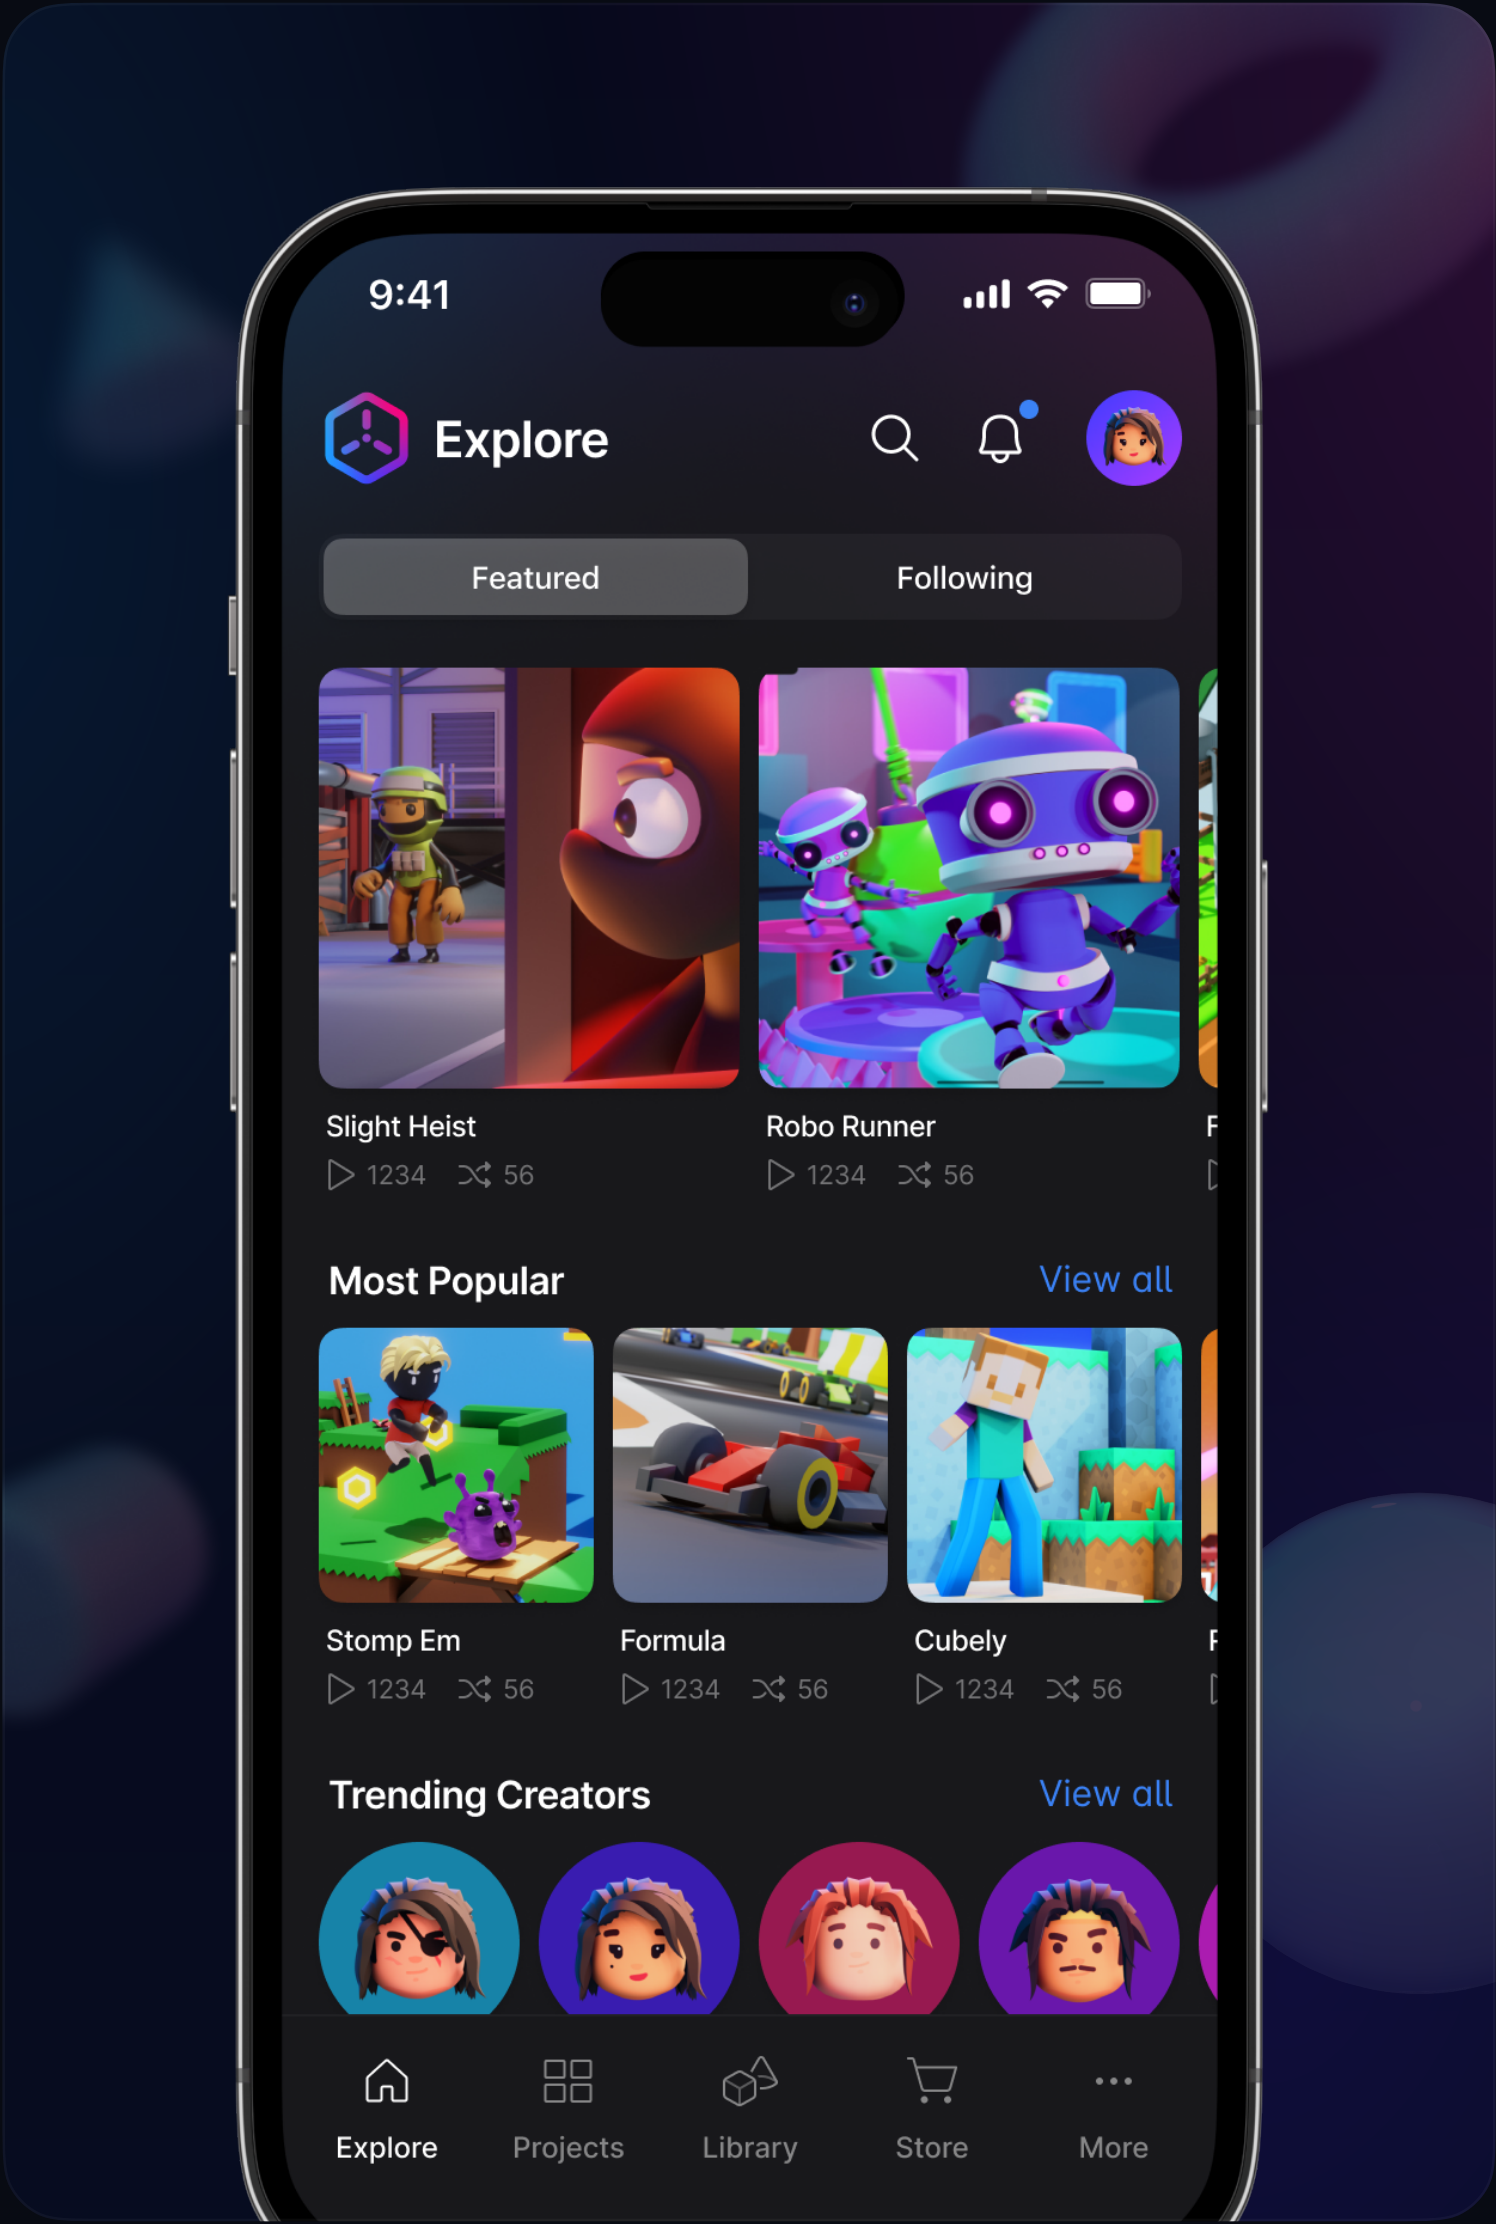 9:41
Explore
Featured Following
Slight Heist Robo Runner F
1234 56 1234 56
Most Popular View all
Stomp Em Formula Cubely
1234 56 1234 56 1234 56
Trending Creators View all
Explore Projects Library Store More